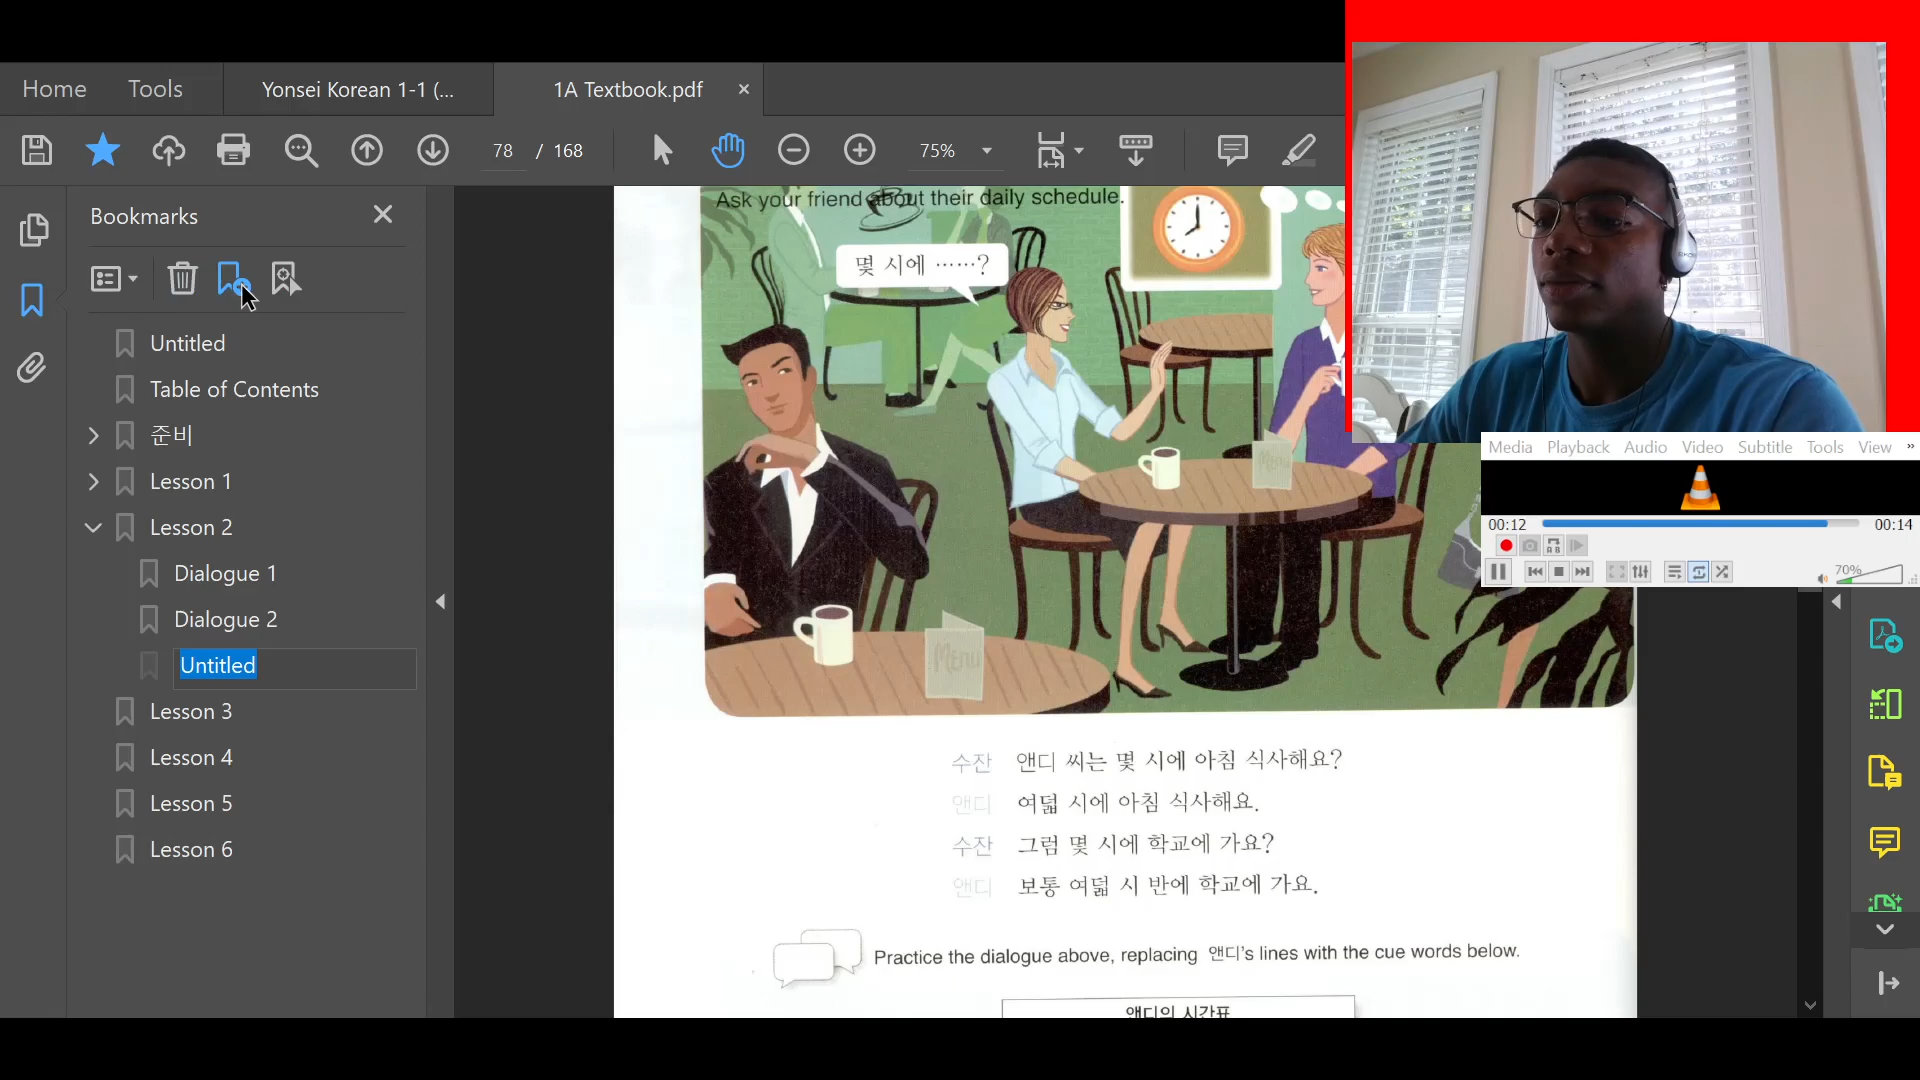 Home
Tools
Yonsei Korean 1-1 (...
1A Textbook.pdf
78 / 168
75%
Bookmarks
Untitled
Table of Contents
준비
Lesson 1
Lesson 2
Dialogue 1
Dialogue 2
Untitled
Lesson 3
Lesson 4
Lesson 5
Lesson 6
Ask your friend about their daily schedule.
몇 시에 ……?
Menu
Menu
수잔 앤디 씨는 몇 시에 아침 식사해요?
앤디 여덟 시에 아침 식사해요.
수잔 그럼 몇 시에 학교에 가요?
앤디 보통 여덟 시 반에 학교에 가요.
Practice the dialogue above, replacing 앤디's lines with the cue words below.
앤디의 시간표
Media Playback Audio Video Subtitle Tools View »
00:12
00:14
70%